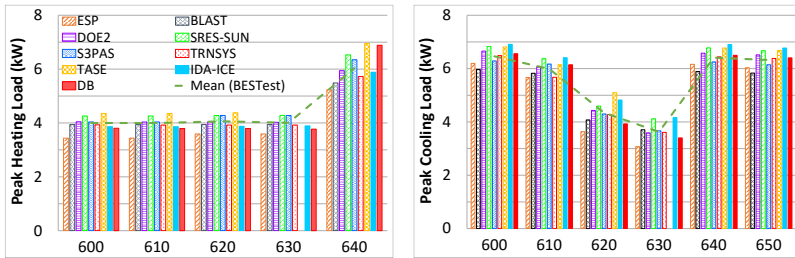 ESP BLAST
DOE2 SRES-SUN
S3PAS TRNSYS
TASE IDA-ICE
DB Mean (BESTest)
Peak Heating Load (kW)
8
6
4
2
0
600 610 620 630 640
Peak Cooling Load (kW)
8
6
4
2
0
600 610 620 630 640 650